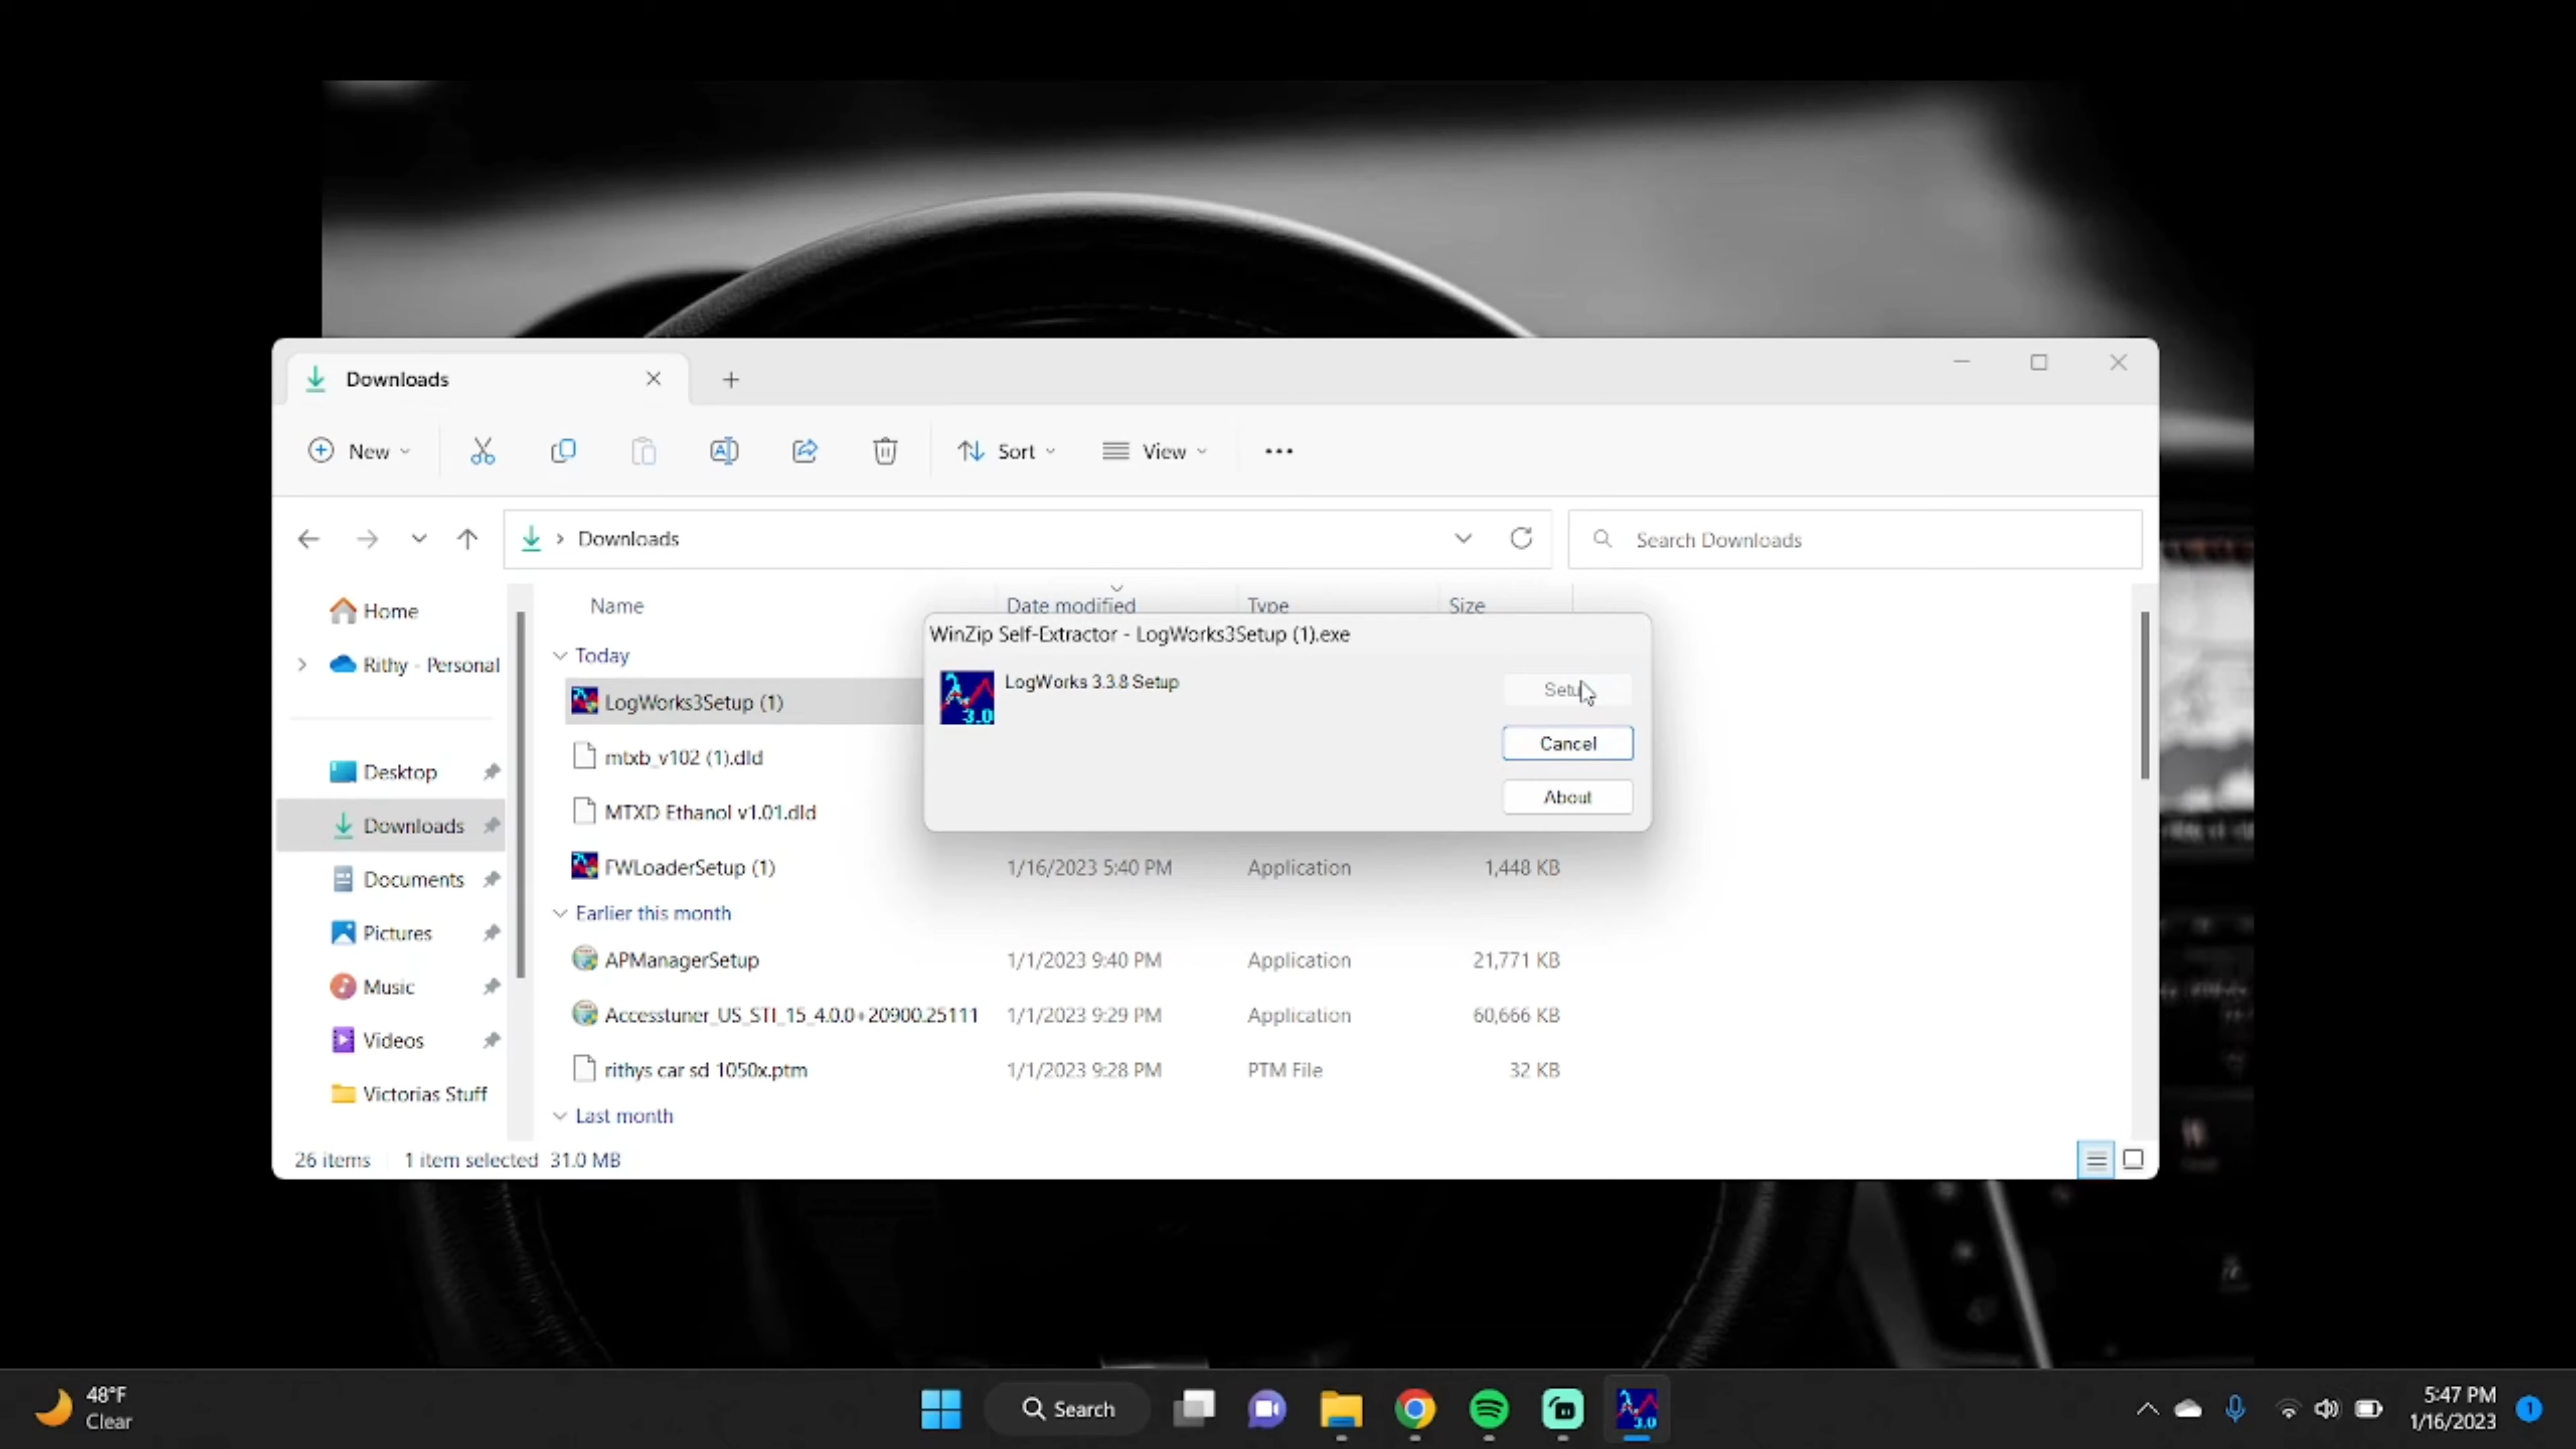 Downloads
New
Sort
View
Downloads
Search Downloads
Home
Rithy - Personal
Desktop
Downloads
Documents
Pictures
Music
Videos
Victorias Stuff
Name
Date modified
Type
Size
Today
LogWorks3Setup (1)
mtxb_v102 (1).dld
MTXD Ethanol v1.01.dld
FWLoaderSetup (1) 1/16/2023 5:40 PM Application 1,448 KB
Earlier this month
APManagerSetup 1/1/2023 9:40 PM Application 21,771 KB
Accesstuner_US_STI_15_4.0.0+20900.25111 1/1/2023 9:29 PM Application 60,666 KB
rithys car sd 1050x.ptm 1/1/2023 9:28 PM PTM File 32 KB
Last month
26 items 1 item selected 31.0 MB
WinZip Self-Extractor - LogWorks3Setup (1).exe
3.0
LogWorks 3.3.8 Setup
Setup
Cancel
About
48°F
Clear
Search
3.0
5:47 PM
1/16/2023
1